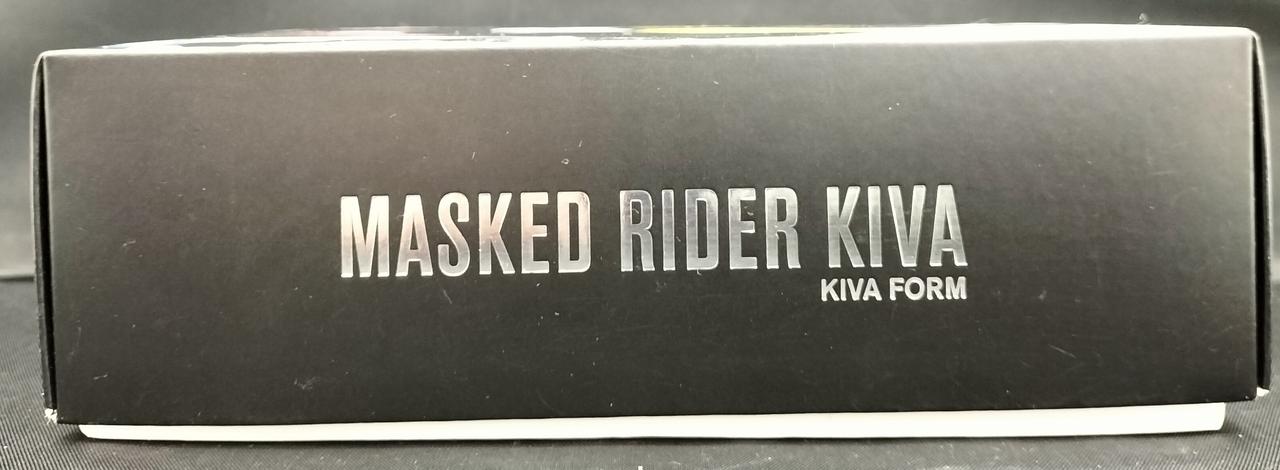 MASKED RIDER KIVA
KIVA FORM